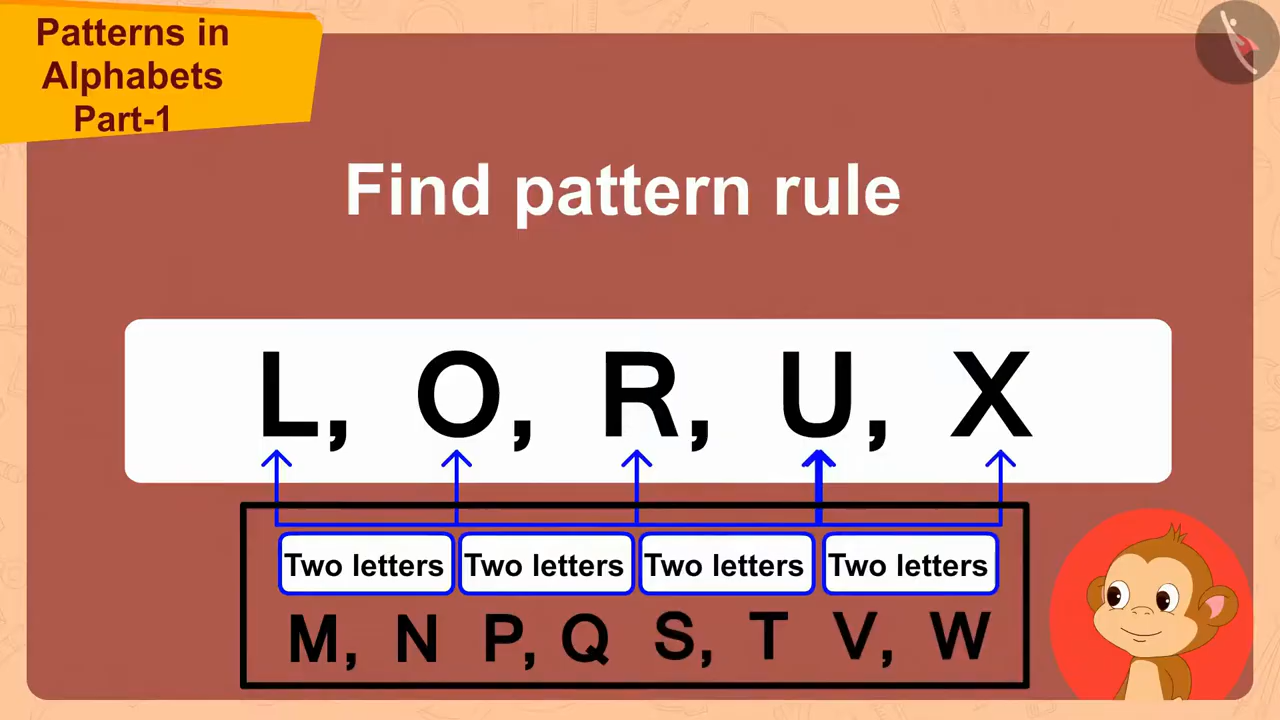 Patterns in
Alphabets
Part-1
Find pattern rule
L, O, R, U, X
Two letters Two letters Two letters Two letters
M, N P, Q S, T V, W